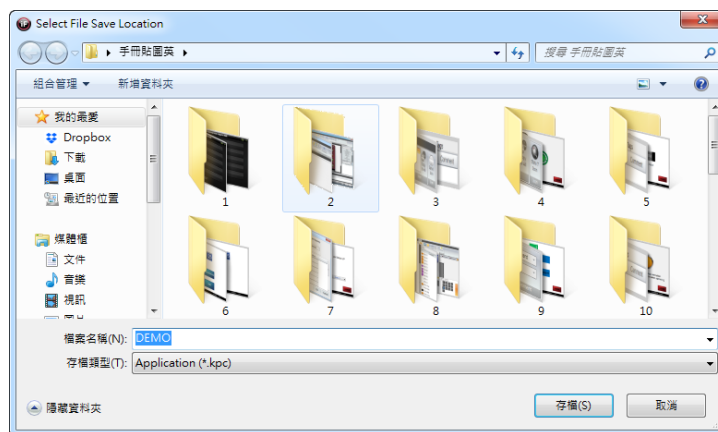 Select File Save Location
手冊貼圖英
搜尋 手冊貼圖英
組合管理 新增資料夾
我的最愛
Dropbox
下載
桌面
最近的位置
媒體櫃
文件
音樂
視訊
1 2 3 4 5
6 7 8 9 10
檔案名稱(N): DEMO
存檔類型(T): Application (*.kpc)
隱藏資料夾 存檔(S) 取消